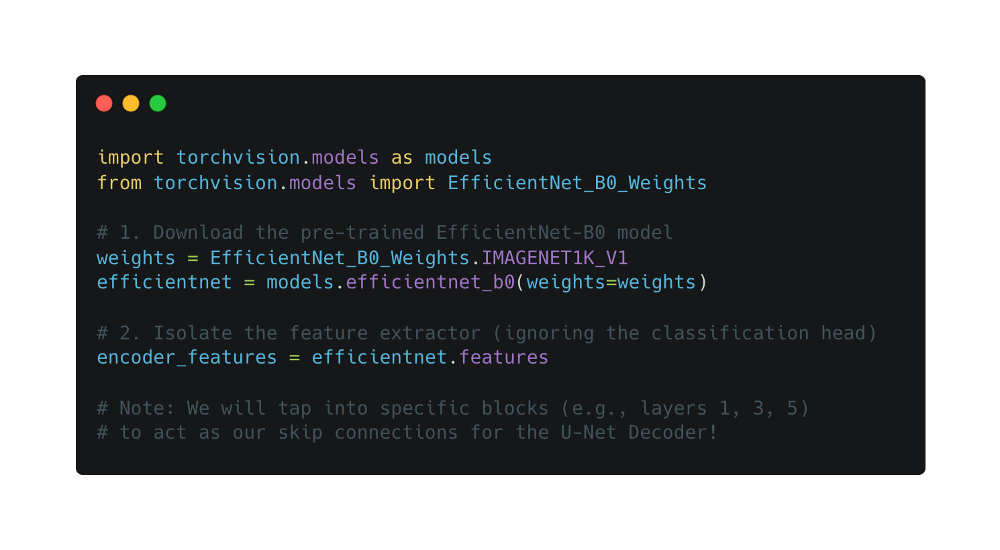 import torchvision.models as models
from torchvision.models import EfficientNet_B0_Weights
# 1. Download the pre-trained EfficientNet-B0 model
weights = EfficientNet_B0_Weights.IMAGENET1K_V1
efficientnet = models.efficientnet_b0(weights=weights)
# 2. Isolate the feature extractor (ignoring the classification head)
encoder_features = efficientnet.features
# Note: We will tap into specific blocks (e.g., layers 1, 3, 5)
# to act as our skip connections for the U-Net Decoder!